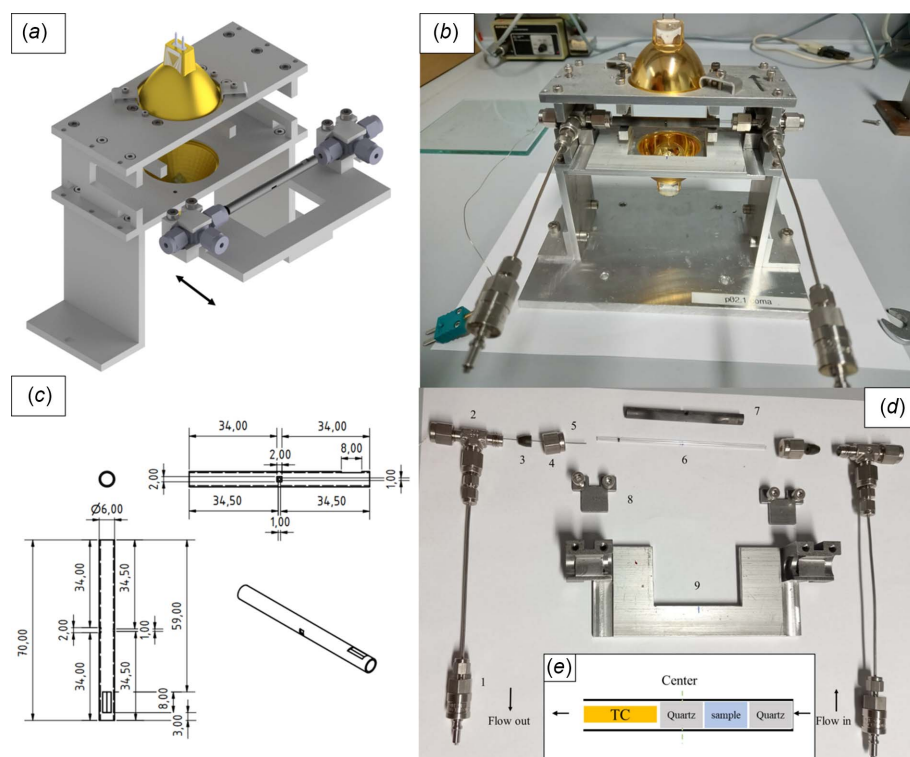 (a)
(b)
p02.1 soma
(c)
34,00
34,00
2,00
8,00
2,00
1,00
34,50
34,50
1,00
Ø6,00
70,00
34,00
34,50
59,00
2,00
1,00
34,00
34,50
8,00
3,00
(d)
1
2
3
4
5
6
7
8
9
Flow out
Flow in
(e)
Center
TC
Quartz
sample
Quartz